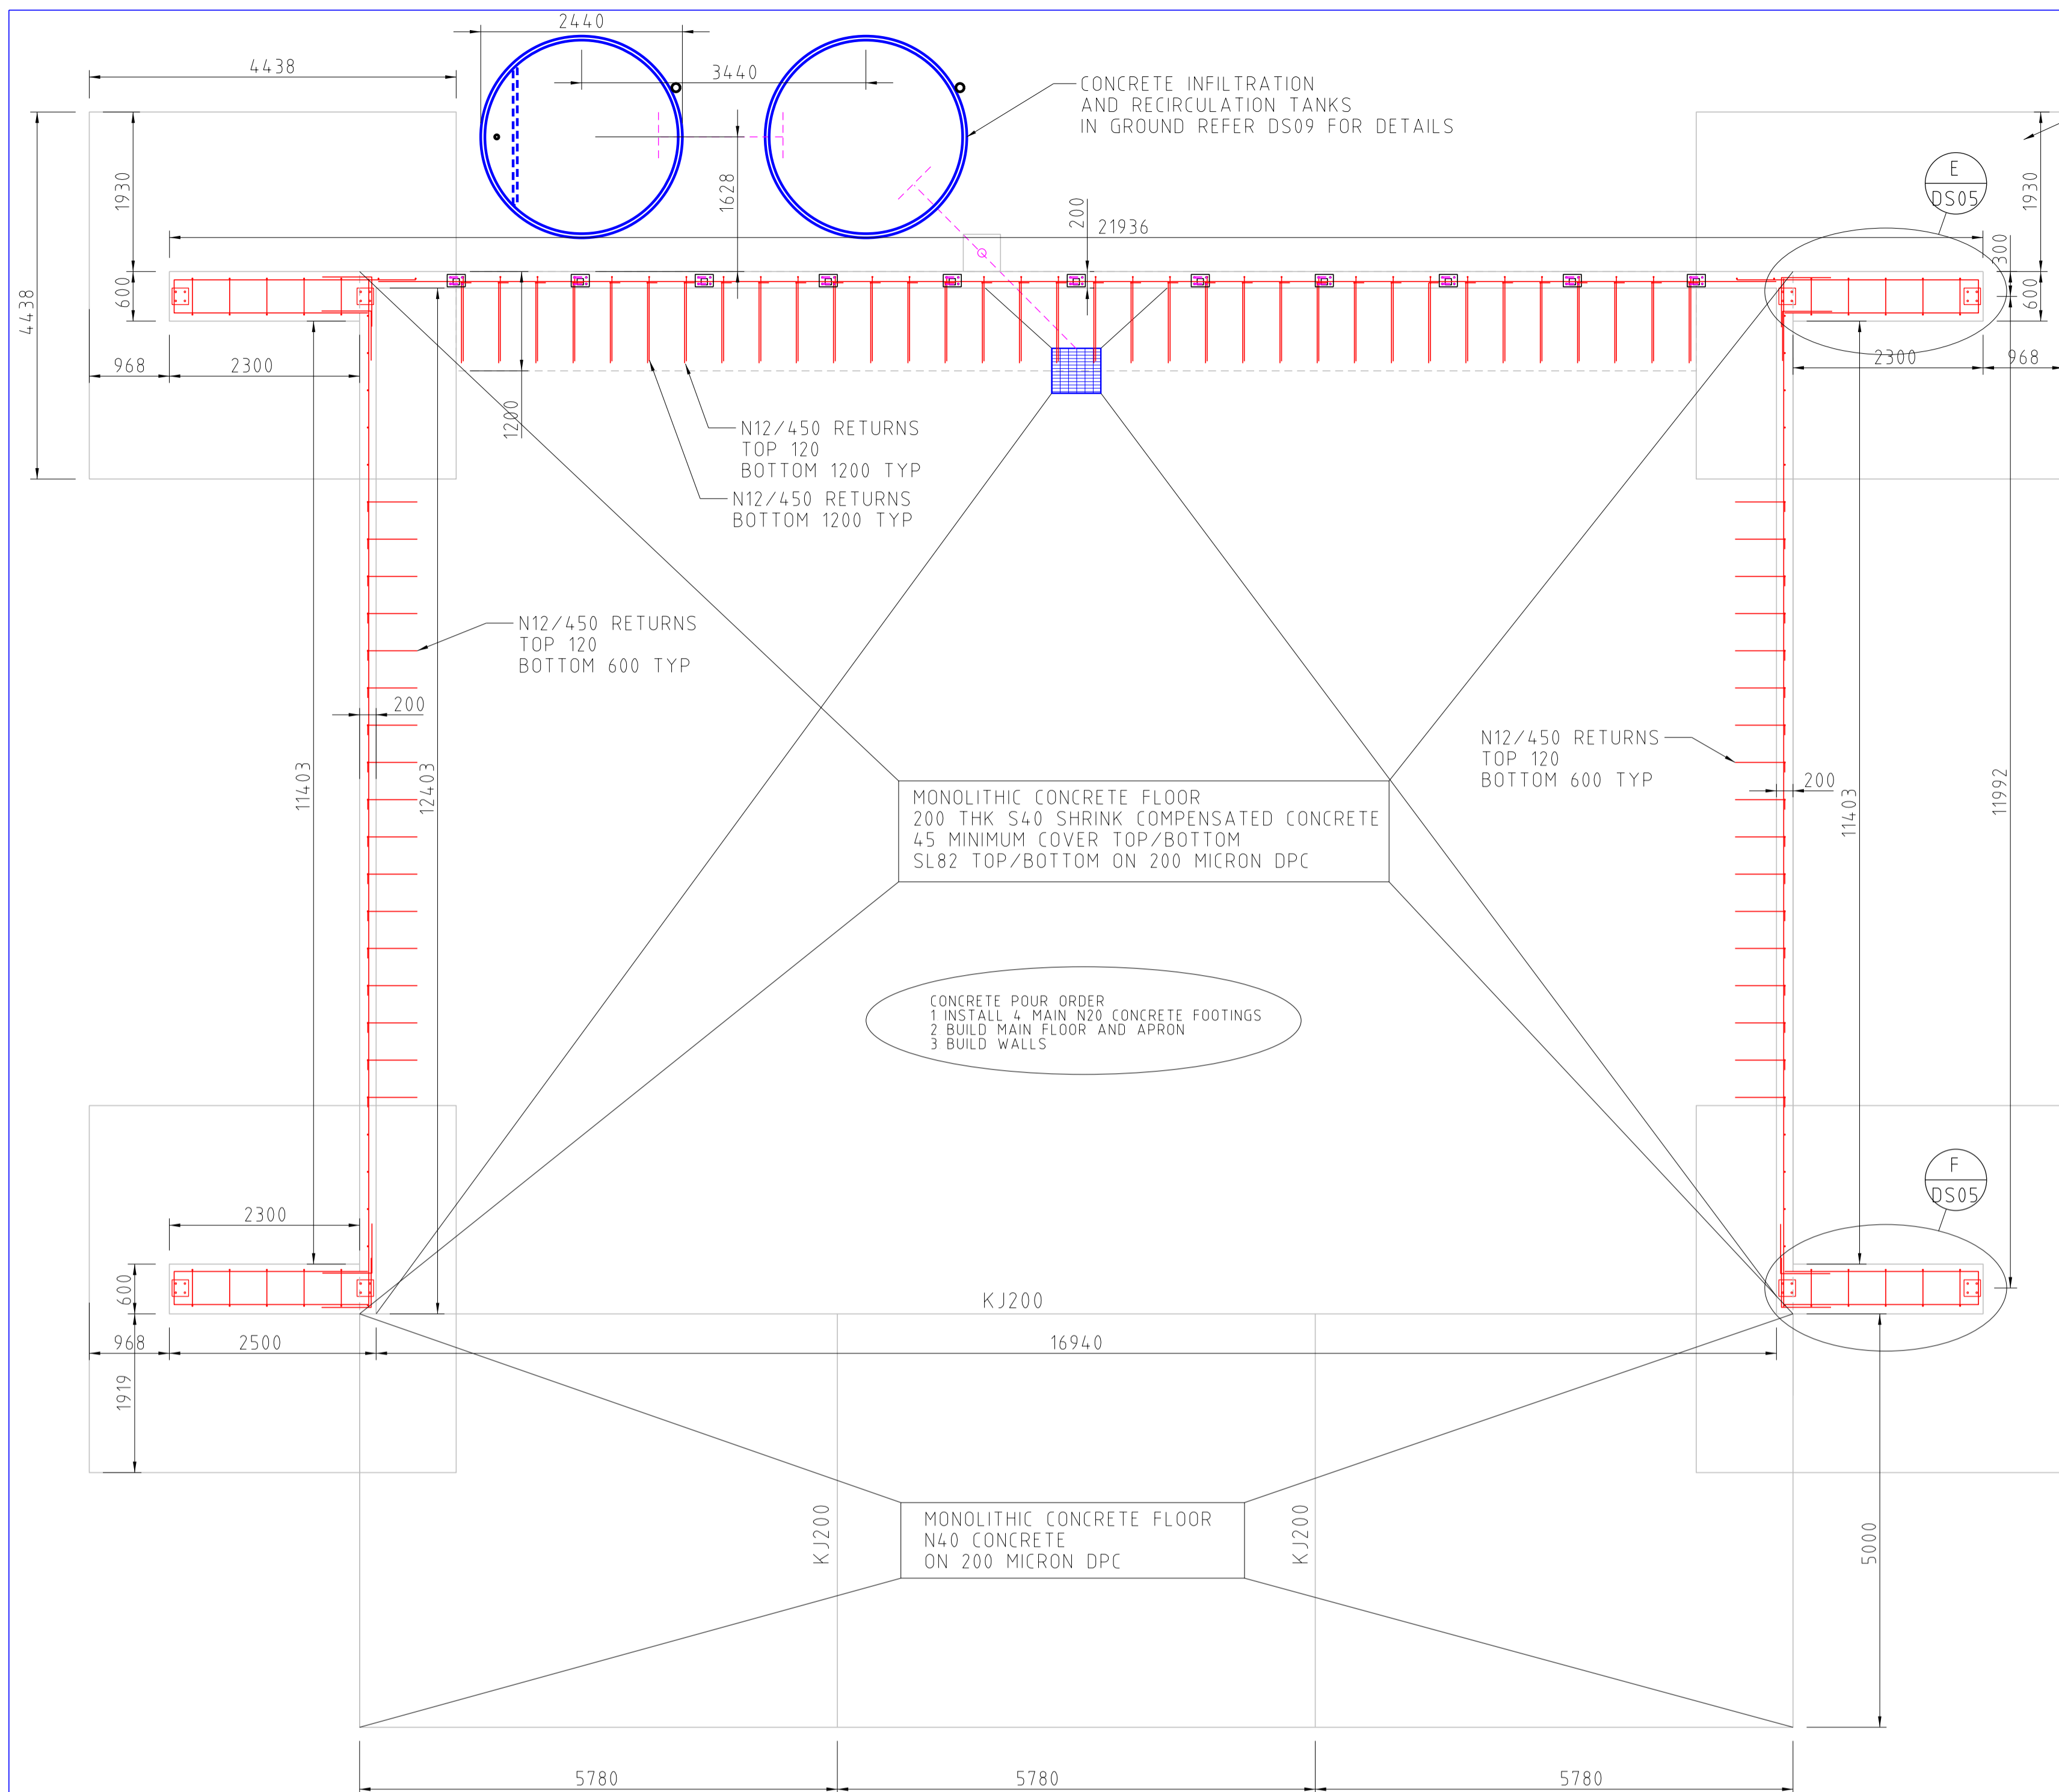 2440
4438
3440
CONCRETE INFILTRATION
AND RECIRCULATION TANKS
IN GROUND REFER DS09 FOR DETAILS
E
DS05
1930
1628
200
1930
21936
300
4438
600
600
968
2300
2300
968
1200
N12/450 RETURNS
TOP 120
BOTTOM 1200 TYP
N12/450 RETURNS
BOTTOM 1200 TYP
N12/450 RETURNS
TOP 120
BOTTOM 600 TYP
200
N12/450 RETURNS
TOP 120
BOTTOM 600 TYP
200
11403
12403
11403
11992
MONOLITHIC CONCRETE FLOOR
200 THK S40 SHRINK COMPENSATED CONCRETE
45 MINIMUM COVER TOP/BOTTOM
SL82 TOP/BOTTOM ON 200 MICRON DPC
CONCRETE POUR ORDER
1 INSTALL 4 MAIN N20 CONCRETE FOOTINGS
2 BUILD MAIN FLOOR AND APRON
3 BUILD WALLS
F
DS05
2300
600
KJ200
968
2500
16940
1919
MONOLITHIC CONCRETE FLOOR
N40 CONCRETE
ON 200 MICRON DPC
KJ200
KJ200
5000
5780
5780
5780